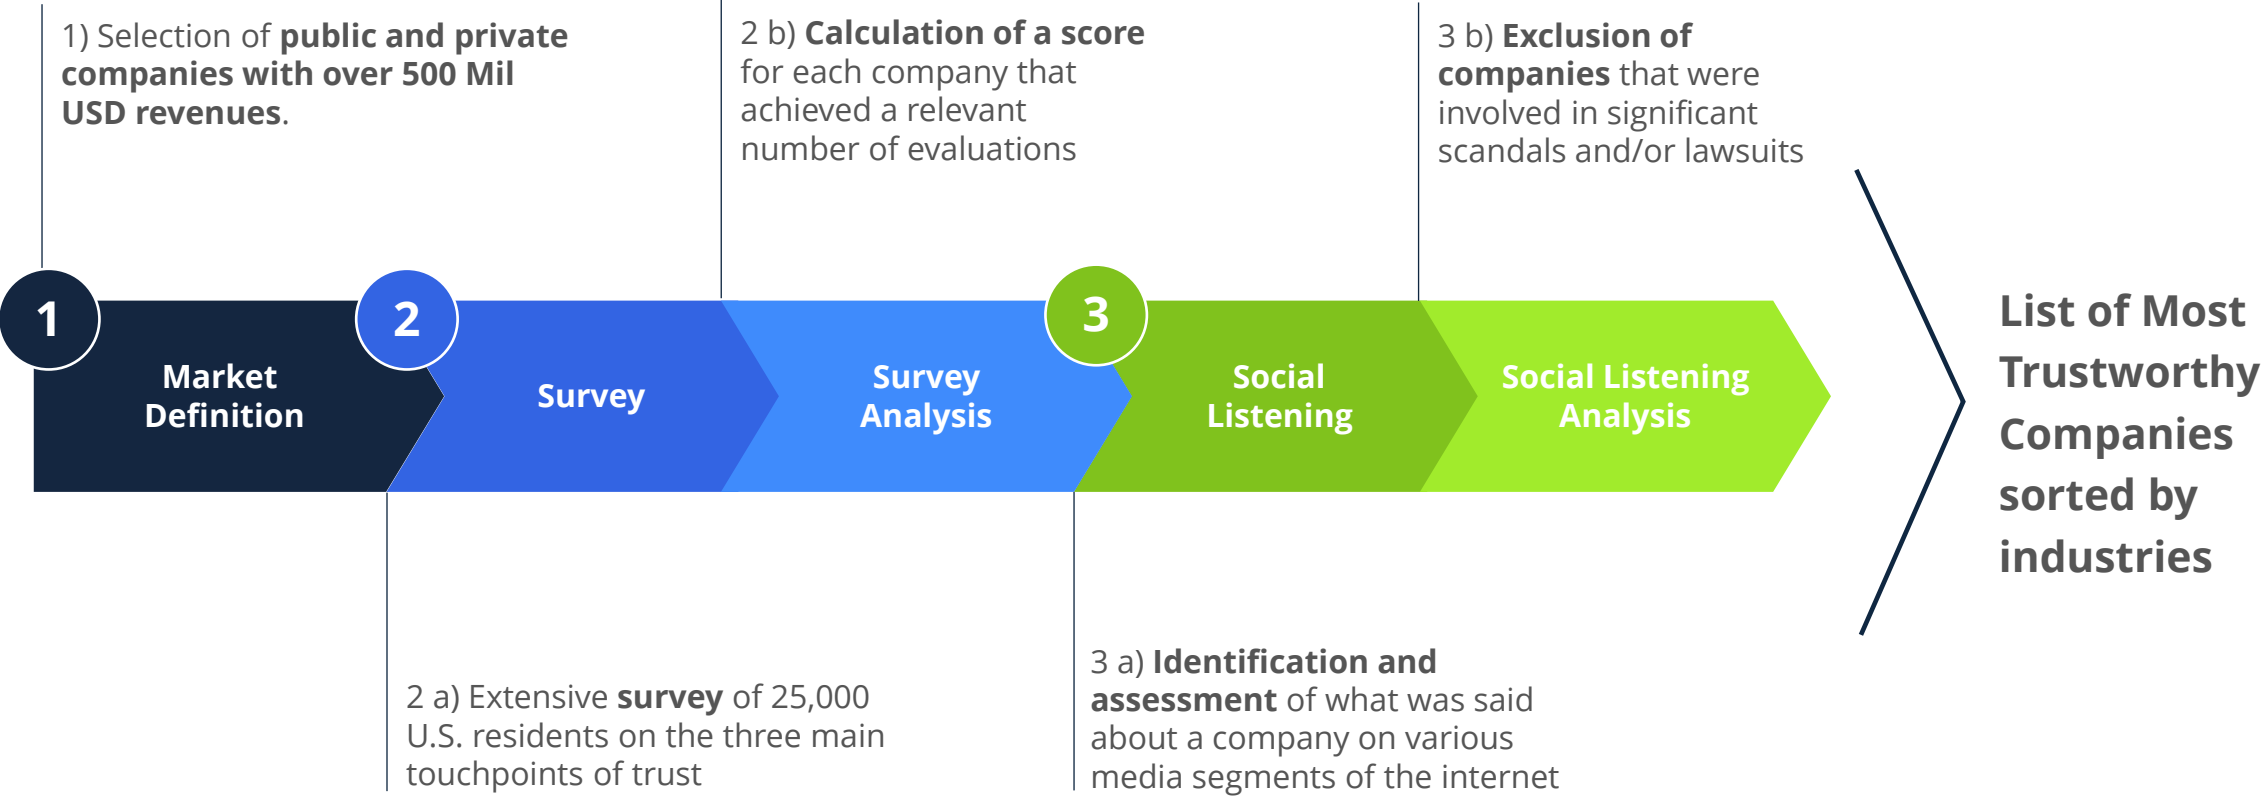 1) Selection of public and private
companies with over 500 Mil
USD revenues.
2 b) Calculation of a score
for each company that
achieved a relevant
number of evaluations
3 b) Exclusion of
companies that were
involved in significant
scandals and/or lawsuits
1
Market
Definition
2
Survey
Survey
Analysis
3
Social
Listening
Social Listening
Analysis
List of Most
Trustworthy
Companies
sorted by
industries
2 a) Extensive survey of 25,000
U.S. residents on the three main
touchpoints of trust
3 a) Identification and
assessment of what was said
about a company on various
media segments of the internet